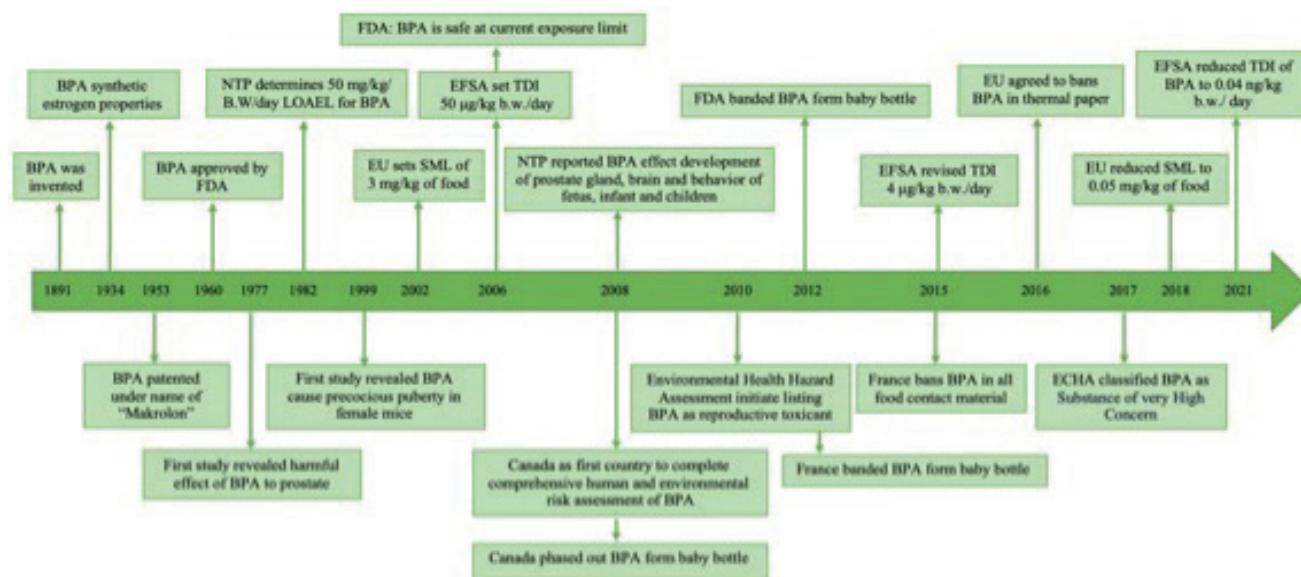 FDA: BPA is safe at current exposure limit
BPA synthetic
estrogen properties
NTP determines 50 mg/kg/
B.W/day LOAEL for BPA
EFSA set TDI
50 µg/kg b.w./day
FDA banded BPA form baby bottle
EU agreed to bans
BPA in thermal paper
EFSA reduced TDI of
BPA to 0.04 ng/kg
b.w./ day
BPA was
invented
BPA approved by
FDA
EU sets SML of
3 mg/kg of food
NTP reported BPA effect development
of prostate gland, brain and behavior of
fetus, infant and children
EFSA revised TDI
4 µg/kg b.w./day
EU reduced SML to
0.05 mg/kg of food
1891 1934 1953 1960 1977 1982 1999 2002 2006 2008 2010 2012 2015 2016 2017 2018 2021
BPA patented
under name of
"Makrolon"
First study revealed BPA
cause precocious puberty in
female mice
Environmental Health Hazard
Assessment initiate listing
BPA as reproductive toxicant
France bans BPA in all
food contact material
ECHA classified BPA as
Substance of very High
Concern
First study revealed harmful
effect of BPA to prostate
Canada as first country to complete
comprehensive human and environmental
risk assessment of BPA
France banded BPA form baby bottle
Canada phased out BPA form baby bottle